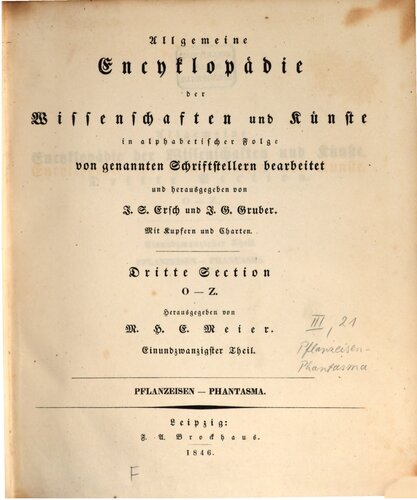 Allgemeine
Encyklopädie
der
Wissenschaften und Künste
in alphabetischer Folge
von genannten Schriftstellern bearbeitet
und herausgegeben von
J. S. Ersch und J. G. Gruber.
Mit Kupfern und Charten.
Dritte Section
O — Z.
Herausgegeben von
M. H. E. Meier.
Einundzwanzigster Theil.
III, 21
Pflanzeisen-
Phantasma
PFLANZEISEN — PHANTASMA.
Leipzig:
F. A. Brockhaus.
1846.
F